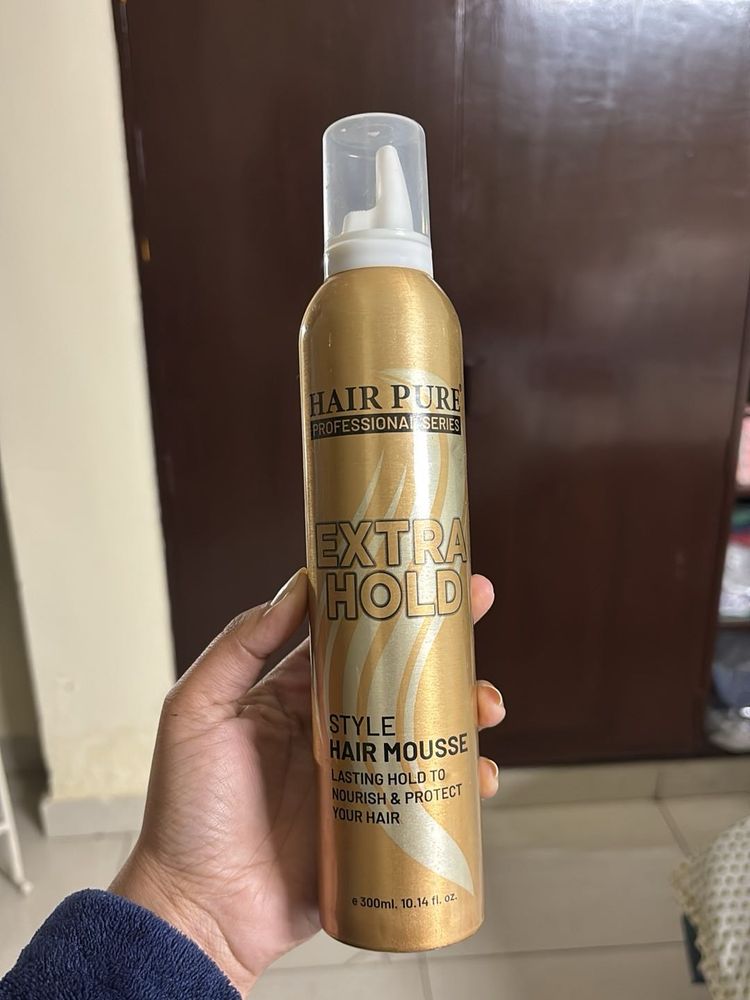 HAIR PURE®
PROFESSIONAL SERIES
EXTRA
HOLD
STYLE
HAIR MOUSSE
LASTING HOLD TO
NOURISH & PROTECT
YOUR HAIR
e 300ml. 10.14 fl. oz.